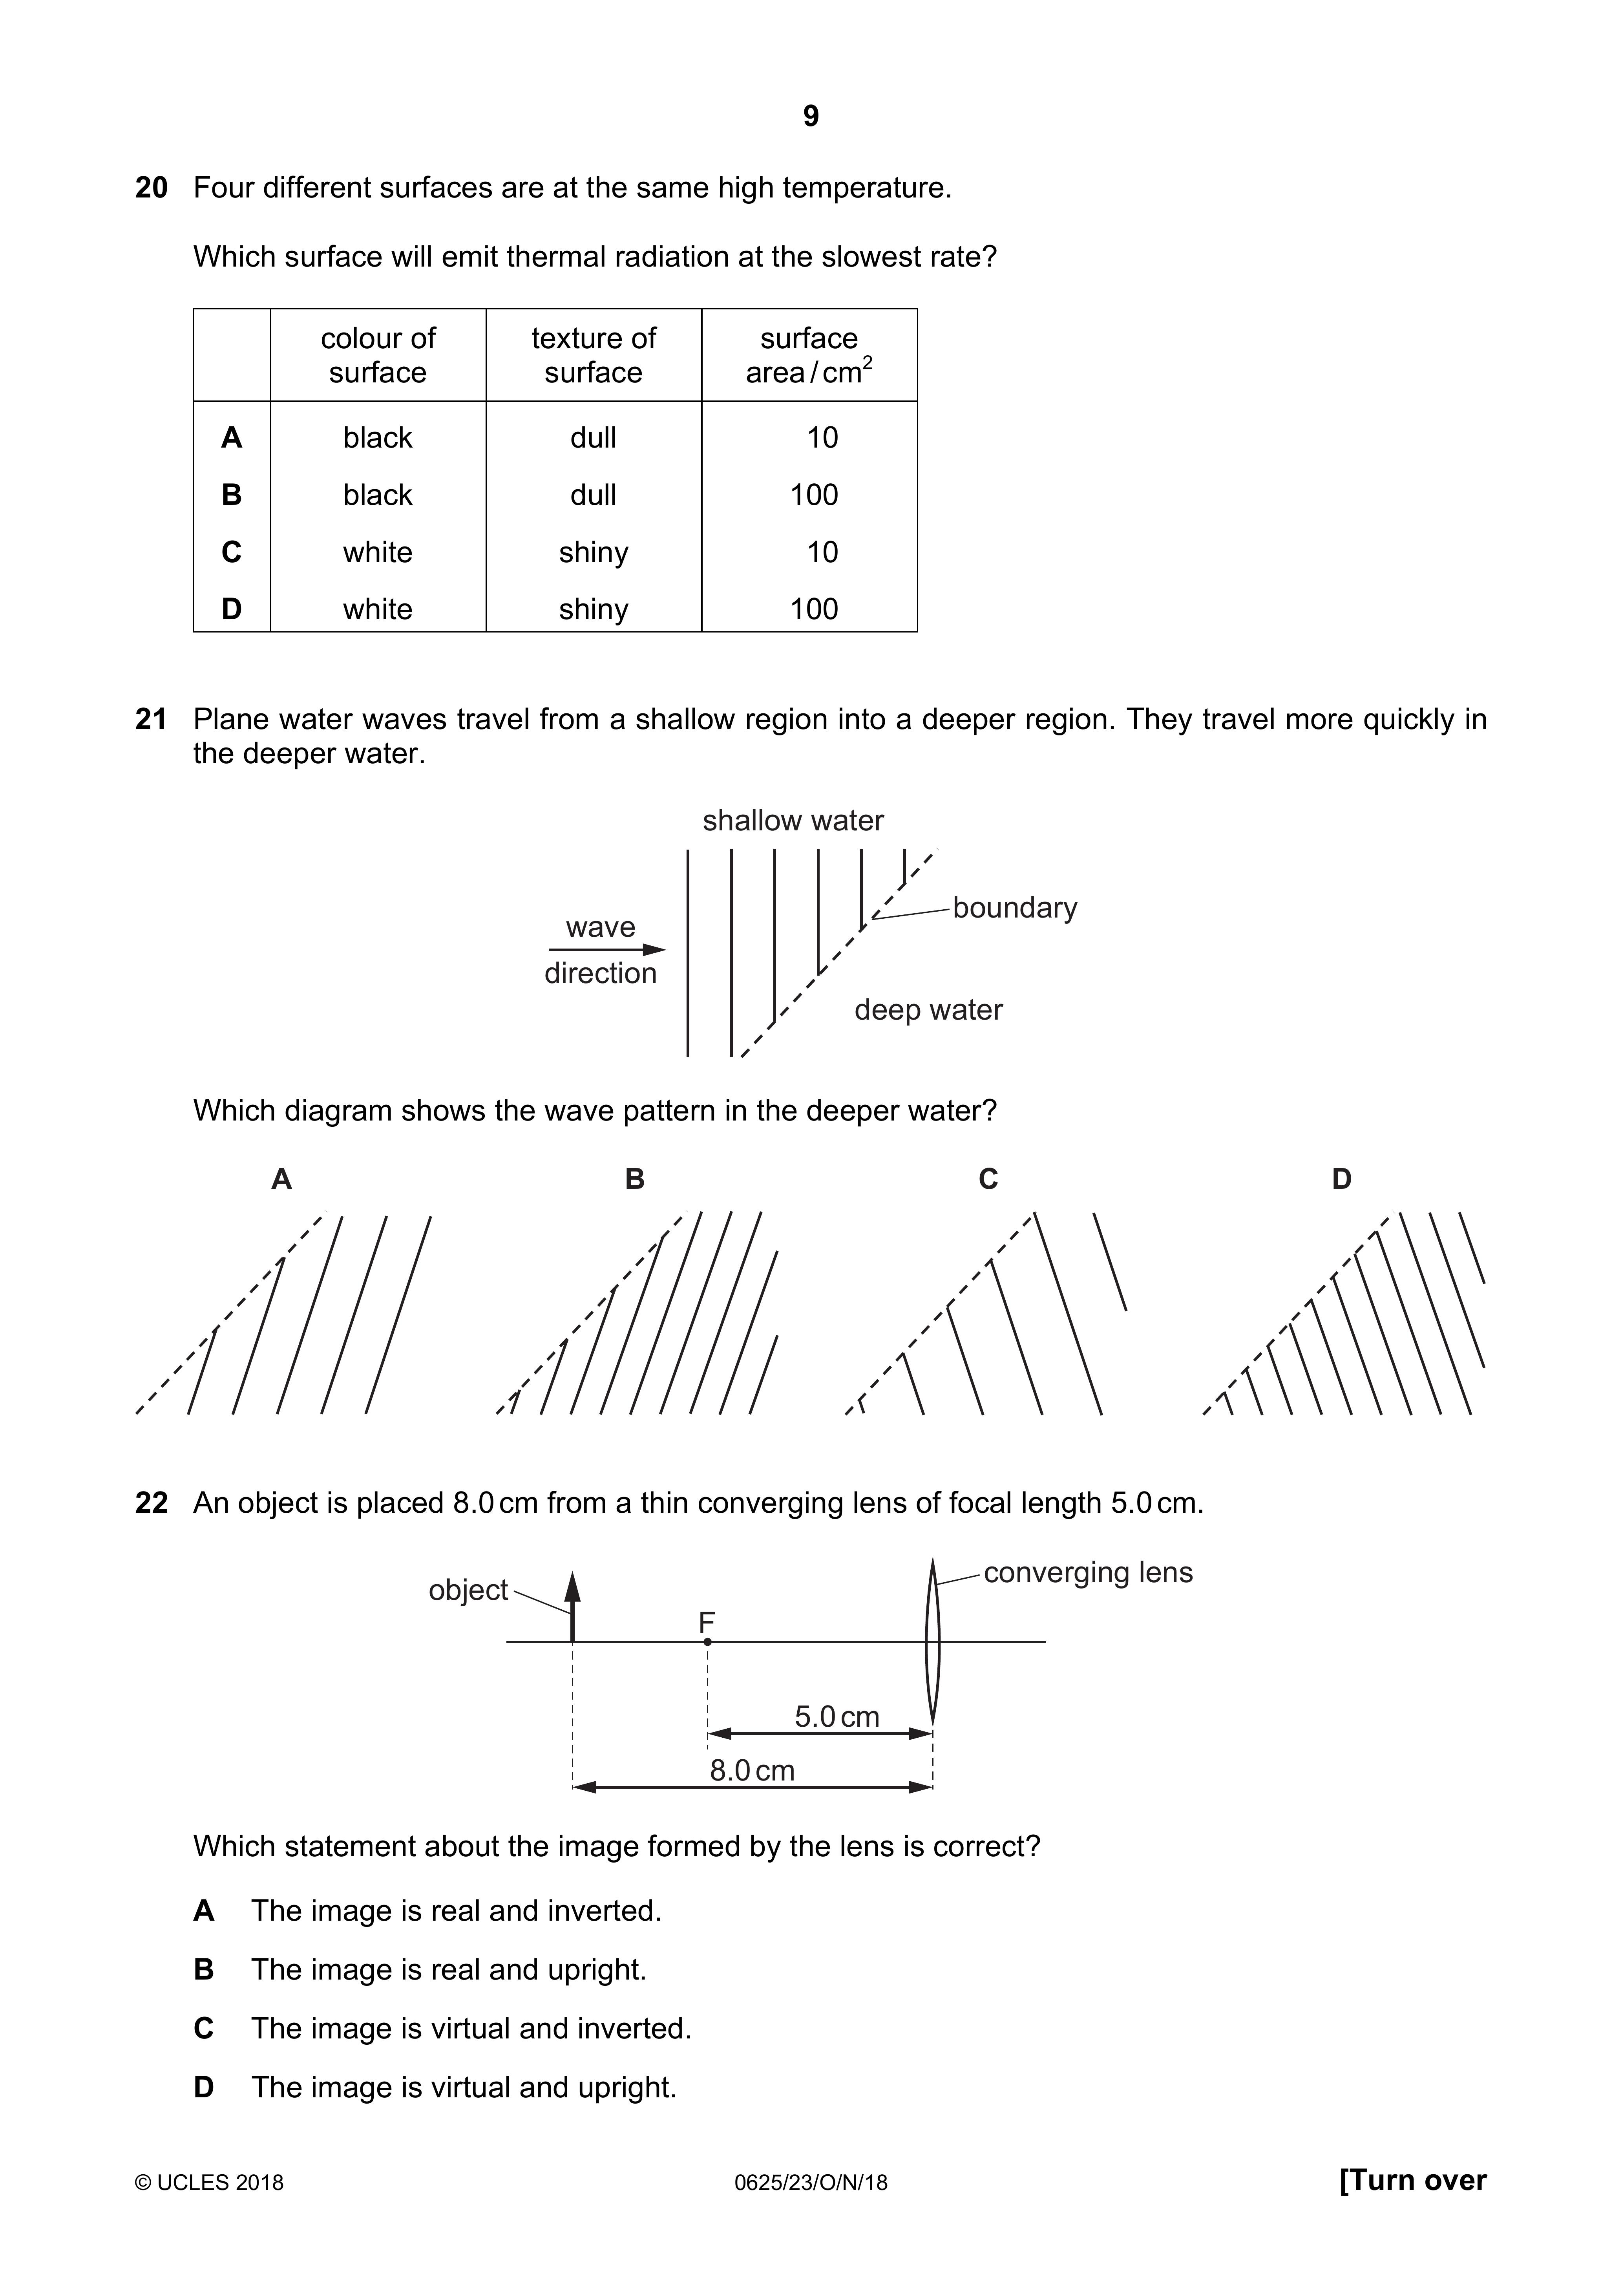 9
20 Four different surfaces are at the same high temperature.
Which surface will emit thermal radiation at the slowest rate?
colour of surface texture of surface surface area / cm²
A black dull 10
B black dull 100
C white shiny 10
D white shiny 100
21 Plane water waves travel from a shallow region into a deeper region. They travel more quickly in
the deeper water.
shallow water
boundary
wave
direction
deep water
Which diagram shows the wave pattern in the deeper water?
A B C D
22 An object is placed 8.0 cm from a thin converging lens of focal length 5.0 cm.
converging lens
object
F
5.0 cm
8.0 cm
Which statement about the image formed by the lens is correct?
A The image is real and inverted.
B The image is real and upright.
C The image is virtual and inverted.
D The image is virtual and upright.
© UCLES 2018 0625/23/O/N/18 [Turn over